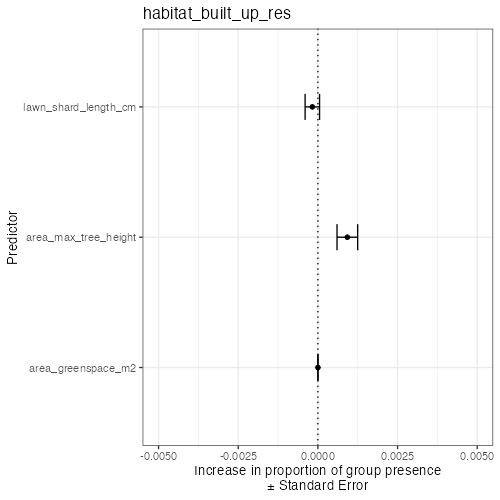 habitat_built_up_res
Predictor
lawn_shard_length_cm
area_max_tree_height
area_greenspace_m2
-0.0050 -0.0025 0.0000 0.0025 0.0050
Increase in proportion of group presence
± Standard Error